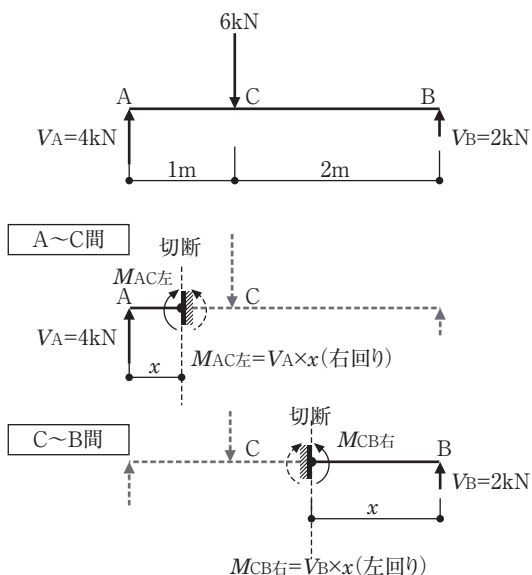 6kN
A C B
VA=4kN VB=2kN
1m 2m
A～C間
切断
MAC左
A C
VA=4kN
x
MAC左=VA×x(右回り)
C～B間
切断
C MCB右 B
VB=2kN
x
MCB右=VB×x(左回り)